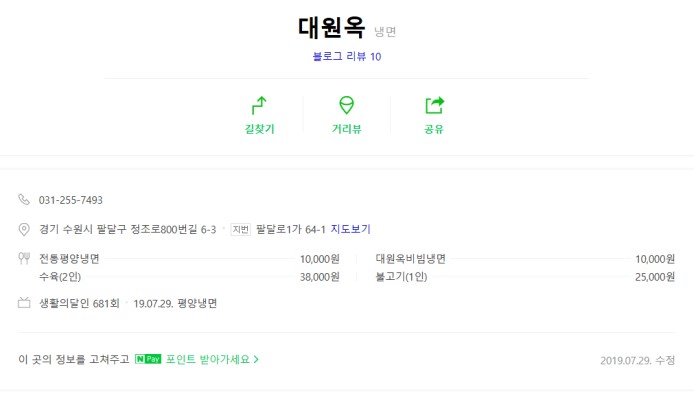 대원옥 냉면
블로그 리뷰 10
길찾기 거리뷰 공유
031-255-7493
경기 수원시 팔달구 정조로800번길 6-3 지번 팔달로1가 64-1 지도보기
전통평양냉면 10,000원 대원옥비빔냉면 10,000원
수육(2인) 38,000원 불고기(1인) 25,000원
생활의달인 681회 · 19.07.29. 평양냉면
이 곳의 정보를 고쳐주고 N Pay 포인트 받아가세요 > 2019.07.29. 수정